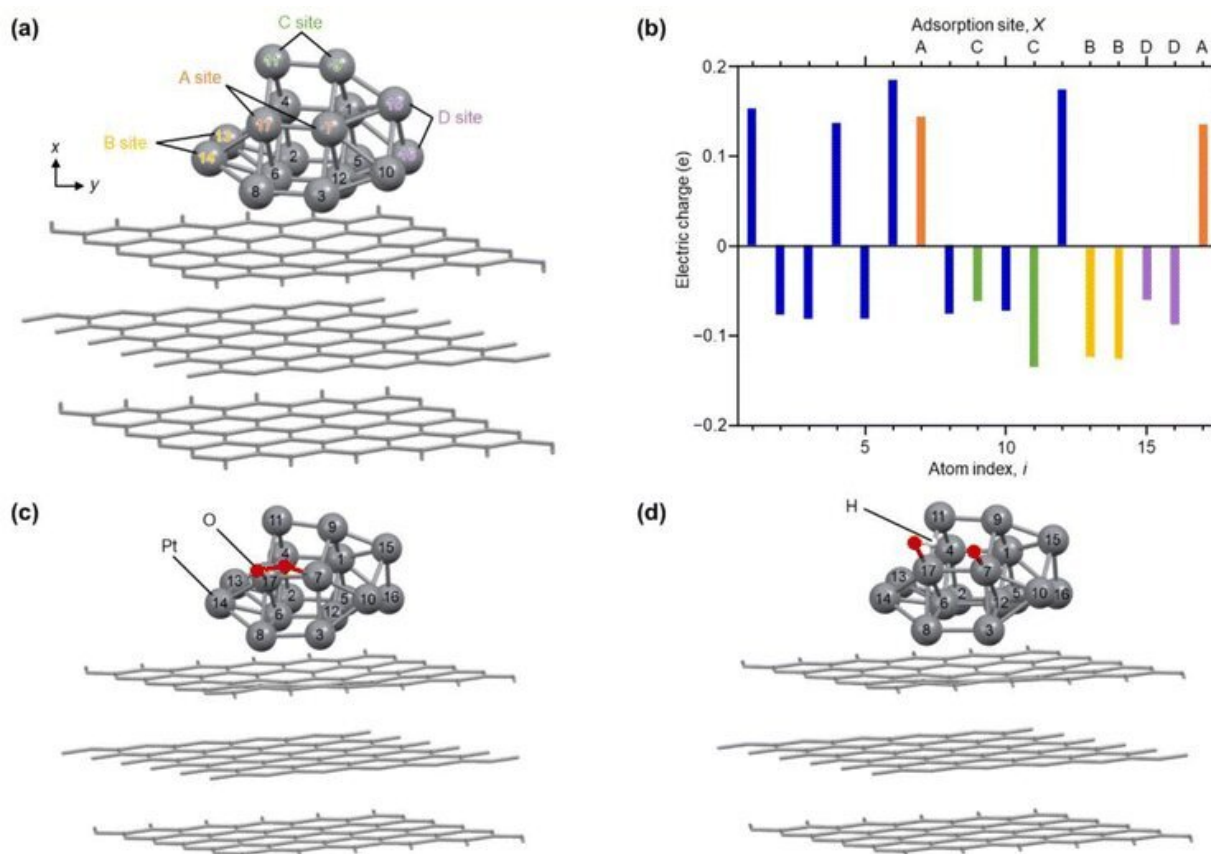 (a)
C site
A site
B site
D site
x
y
4
1
17
7
13
14
2
5
6
12
10
8
3
(b)
Adsorption site, X
A C C B B D D A
0.2
0.1
0
−0.1
−0.2
Electric charge (e)
5 10 15
Atom index, i
(c)
O
Pt
11
9
4
1
15
13
17
7
14
2
5
10
16
6
12
8
3
(d)
H
11
9
4
1
15
17
7
13
14
6
2
12
5
10
16
8
3